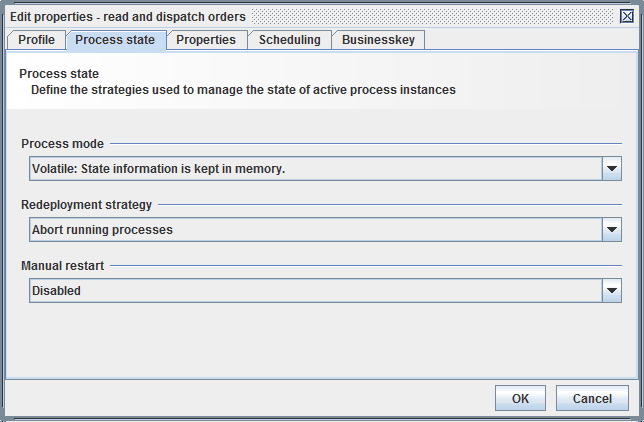 Edit properties - read and dispatch orders
Profile Process state Properties Scheduling Businesskey
Process state
Define the strategies used to manage the state of active process instances
Process mode
Volatile: State information is kept in memory.
Redeployment strategy
Abort running processes
Manual restart
Disabled
OK Cancel